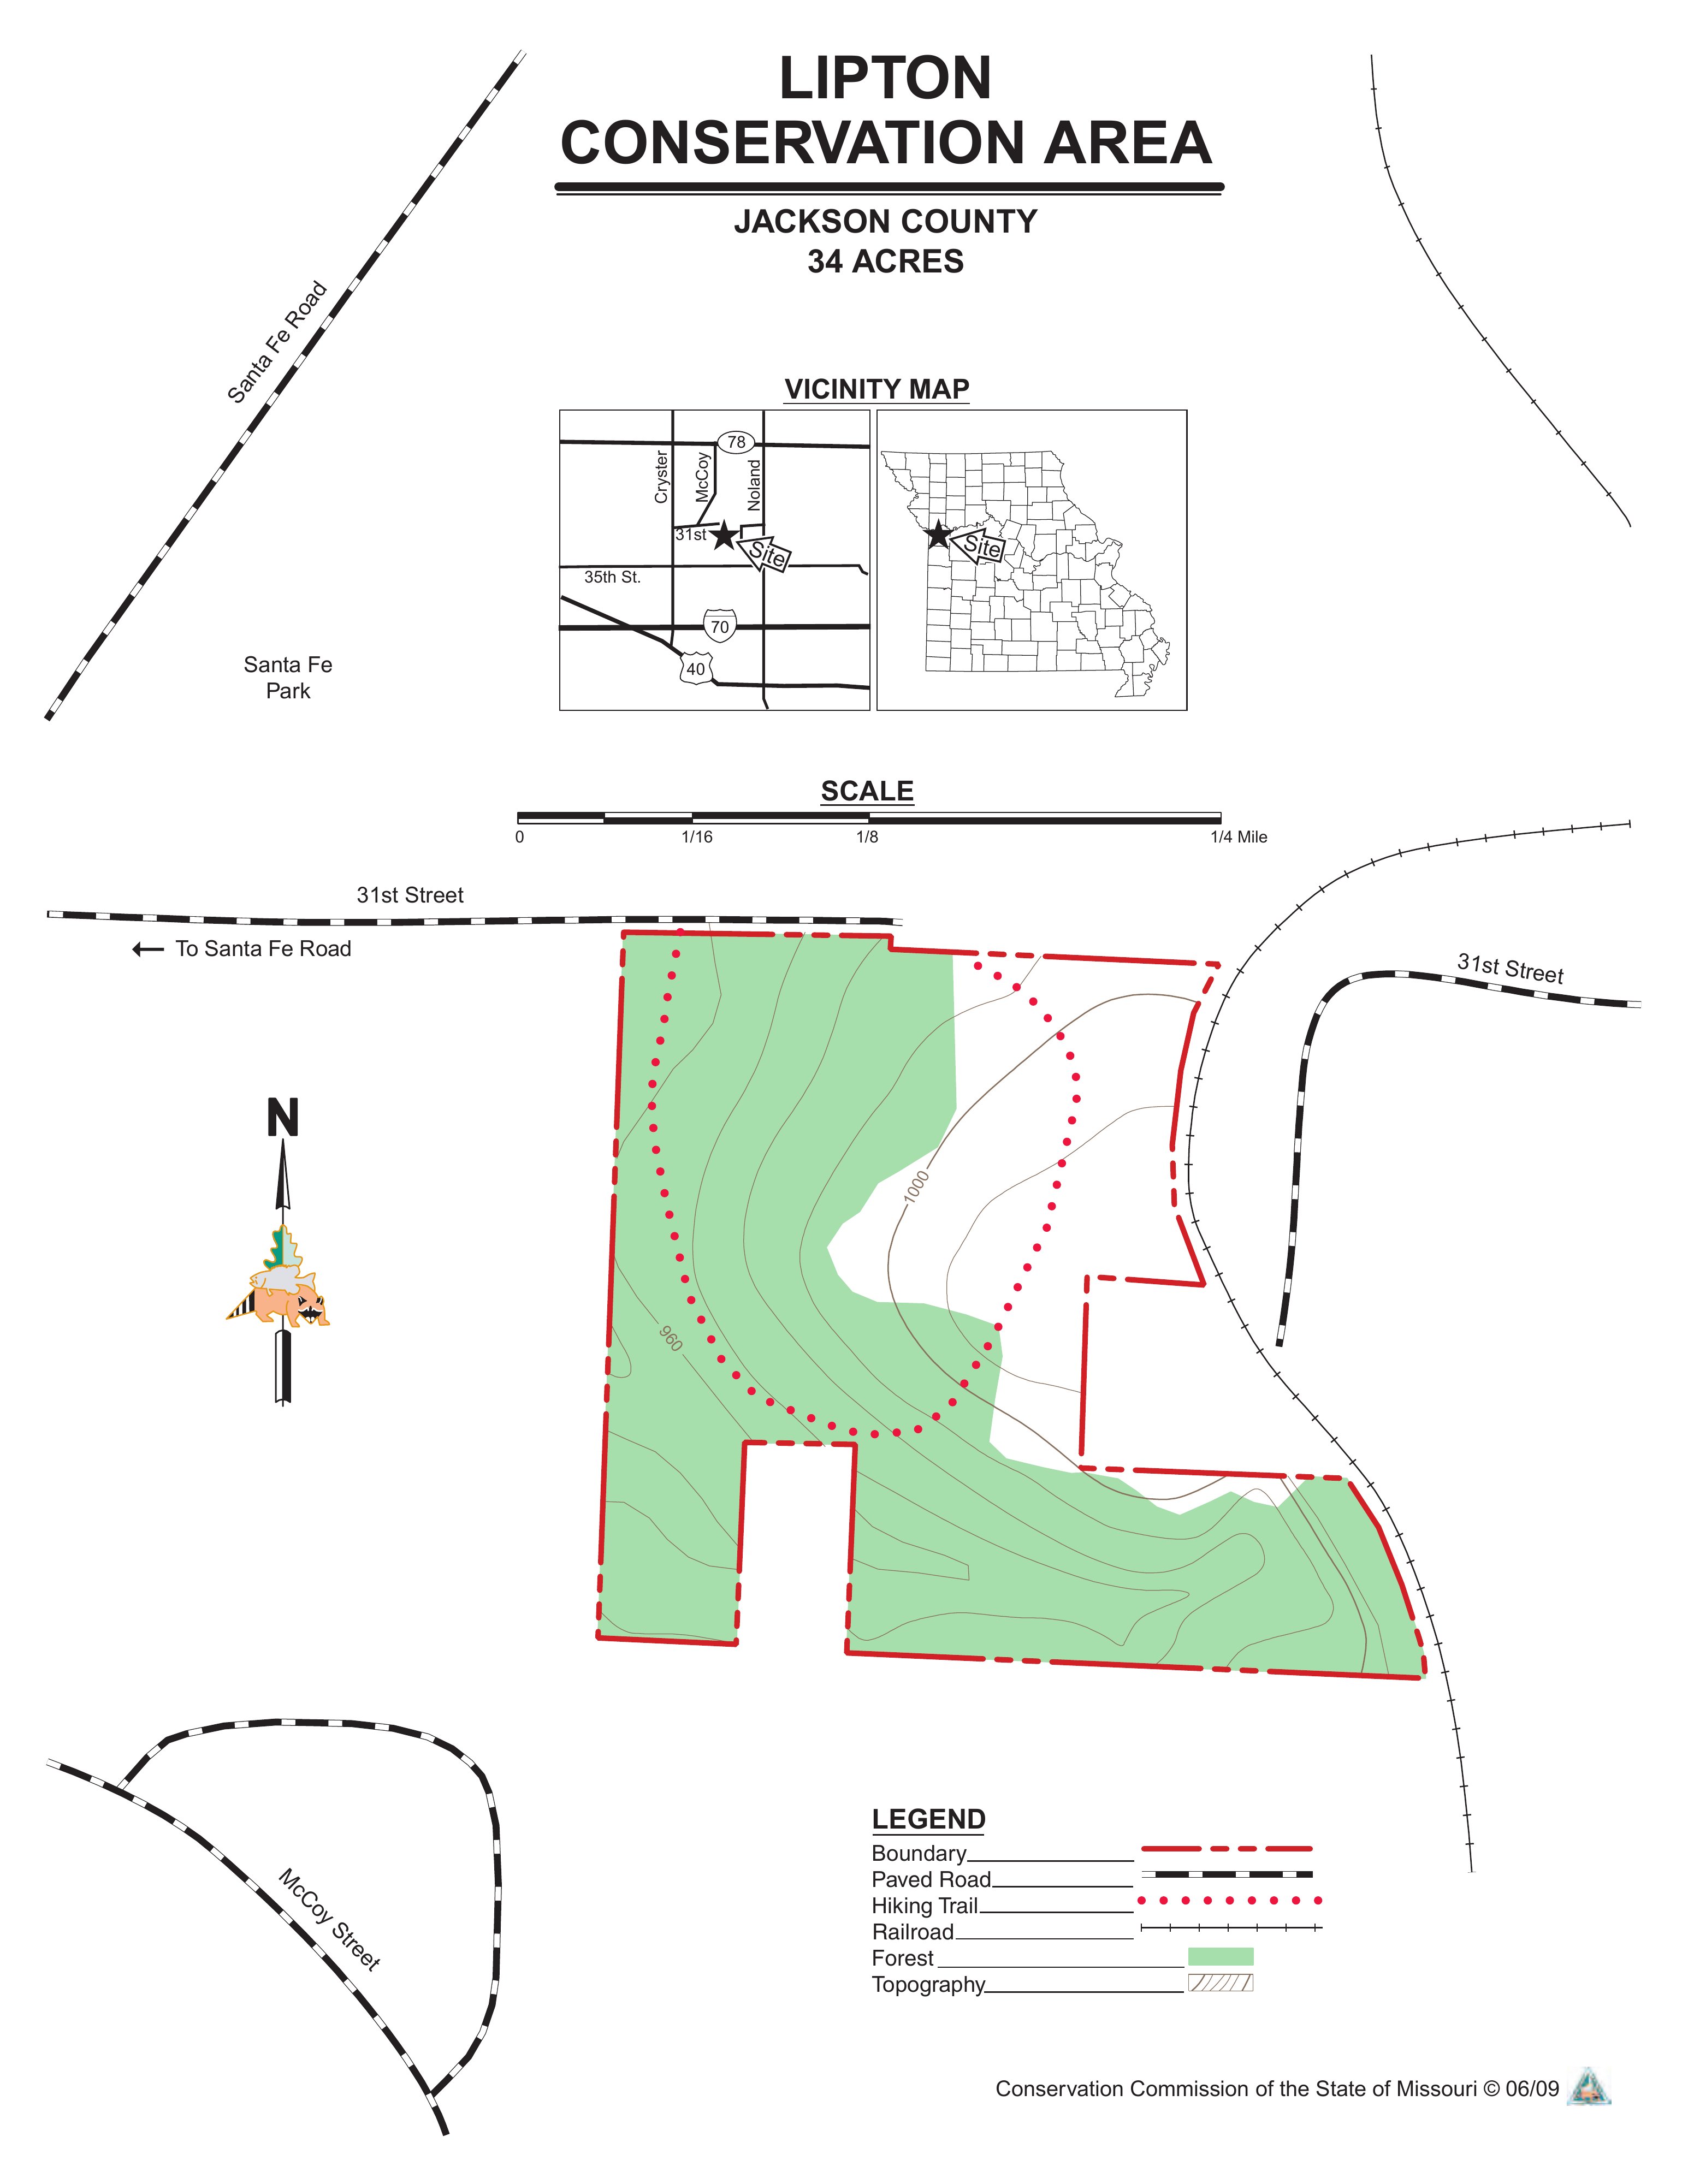 LIPTON
CONSERVATION AREA
JACKSON COUNTY
34 ACRES
Santa Fe Road
VICINITY MAP
78
Cryster
McCoy
Noland
31st
Site
35th St.
70
40
Site
Santa Fe
Park
SCALE
0
1/16
1/8
1/4 Mile
31st Street
To Santa Fe Road
31st Street
N
1000
960
McCoy Street
LEGEND
Boundary
Paved Road
Hiking Trail
Railroad
Forest
Topography
Conservation Commission of the State of Missouri © 06/09